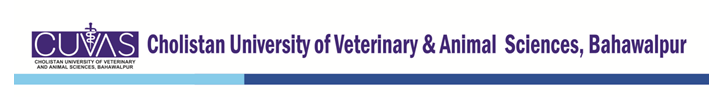 CUVAS
CHOLISTAN UNIVERSITY OF VETERINARY
AND ANIMAL SCIENCES, BAHAWALPUR
Cholistan University of Veterinary & Animal Sciences, Bahawalpur